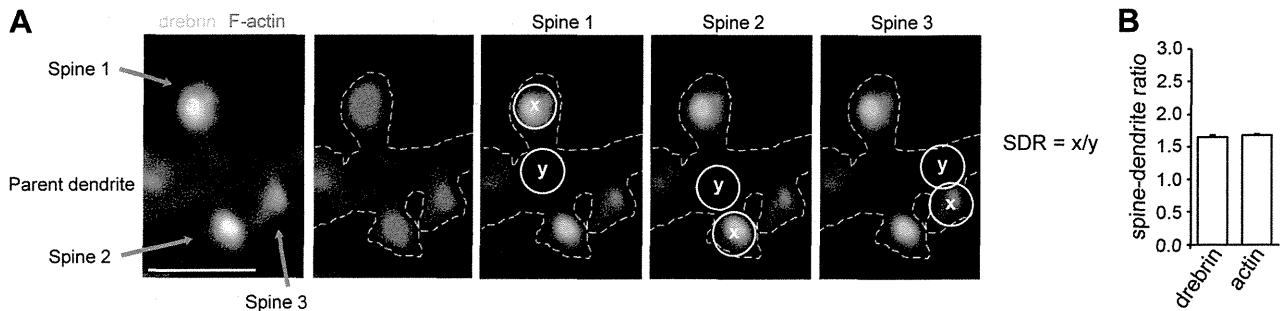 A
drebrin F-actin
Spine 1
Spine 2
Spine 3
Spine 1
Parent dendrite
Spine 2
Spine 3
x
y
y
x
y
x
SDR = x/y
B
spine-dendrite ratio
3.0
2.5
2.0
1.5
1.0
0.5
0.0
drebrin
actin